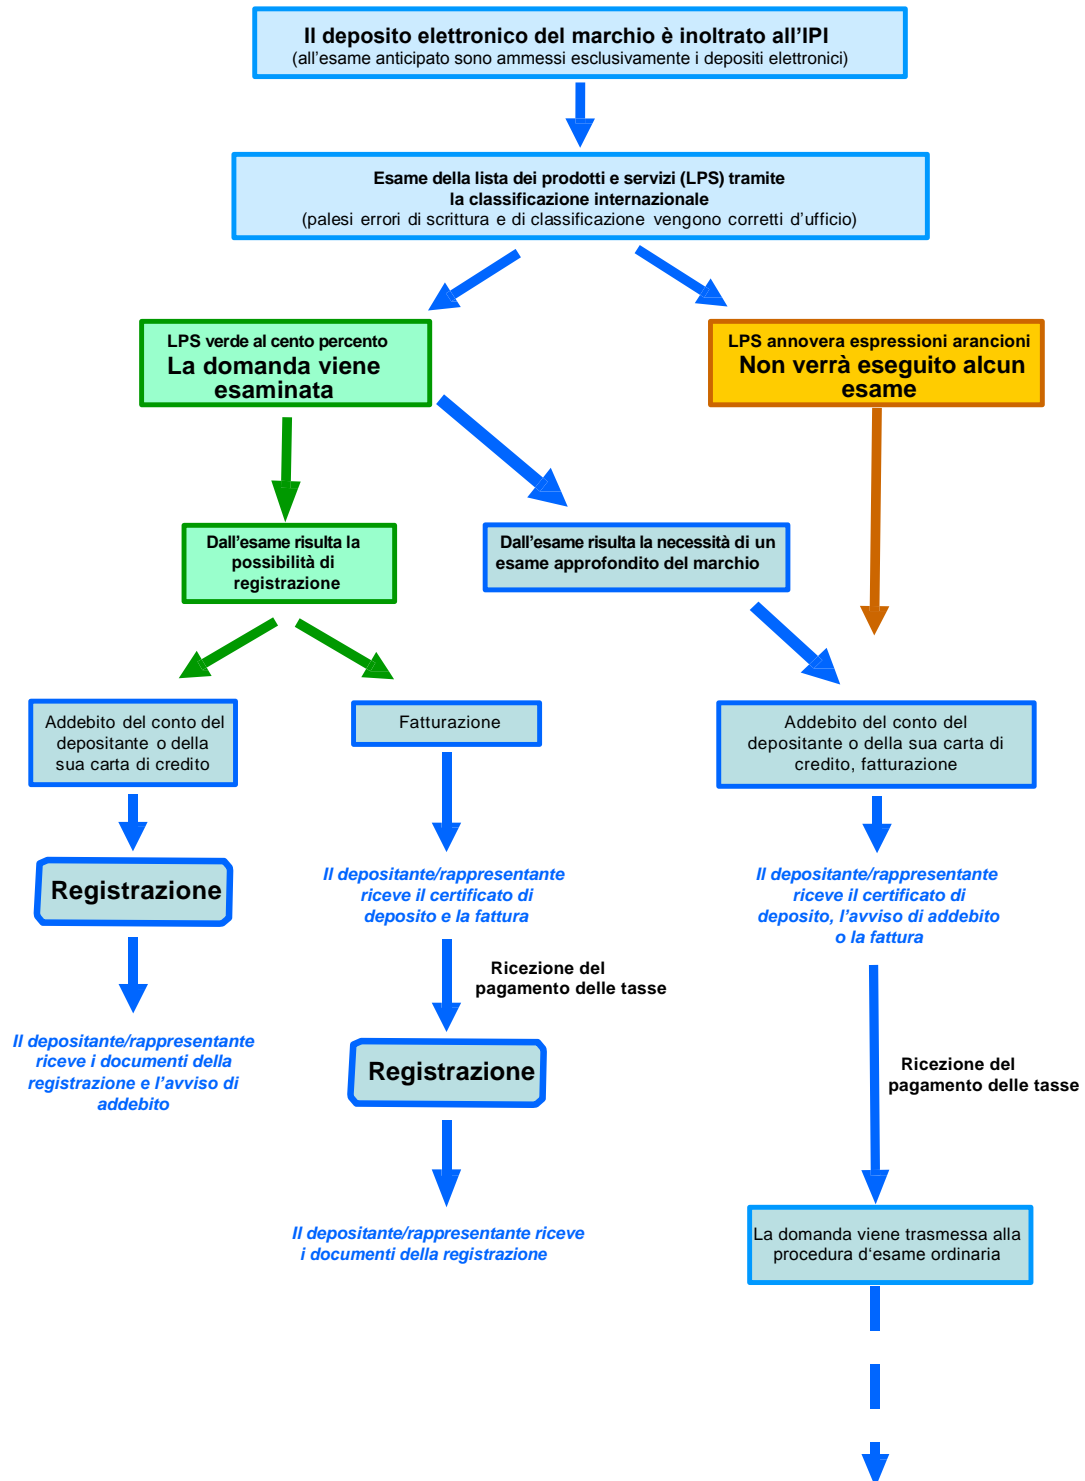 Il deposito elettronico del marchio è inoltrato all'IPI
(all'esame anticipato sono ammessi esclusivamente i depositi elettronici)
Esame della lista dei prodotti e servizi (LPS) tramite
la classificazione internazionale
(palesi errori di scrittura e di classificazione vengono corretti d'ufficio)
LPS verde al cento percento
La domanda viene
esaminata
LPS annovera espressioni arancioni
Non verrà eseguito alcun
esame
Dall'esame risulta la
possibilità di
registrazione
Dall'esame risulta la necessità di un
esame approfondito del marchio
Addebito del conto del
depositante o della
sua carta di credito
Fatturazione
Addebito del conto del
depositante o della sua carta di
credito, fatturazione
Registrazione
Il depositante/rappresentante
riceve il certificato di
deposito e la fattura
Il depositante/rappresentante
riceve il certificato di
deposito, l'avviso di addebito
o la fattura
Ricezione del
pagamento delle tasse
Il depositante/rappresentante
riceve i documenti della
registrazione e l'avviso di
addebito
Registrazione
Ricezione del
pagamento delle tasse
Il depositante/rappresentante riceve
i documenti della registrazione
La domanda viene trasmessa alla
procedura d‘esame ordinaria